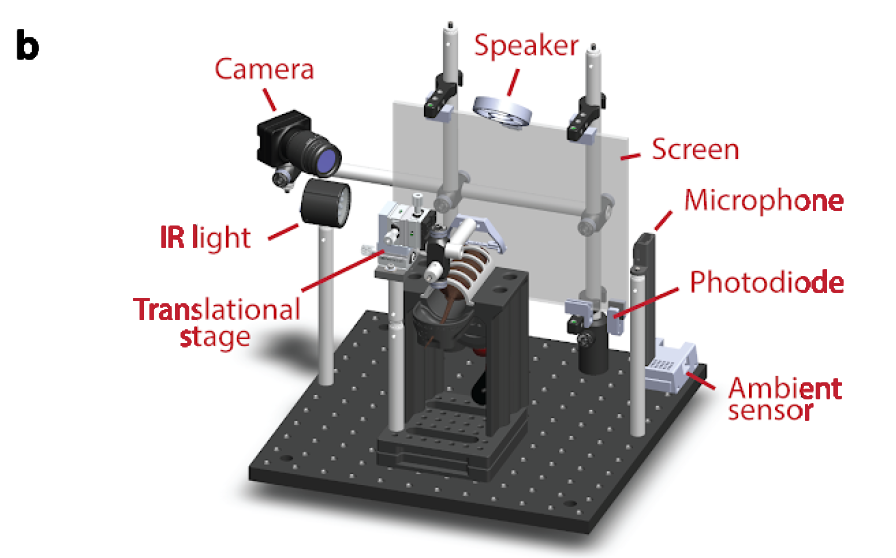 b
Speaker
Camera
Screen
Microphone
IR light
Photodiode
Translational
stage
Ambient
sensor